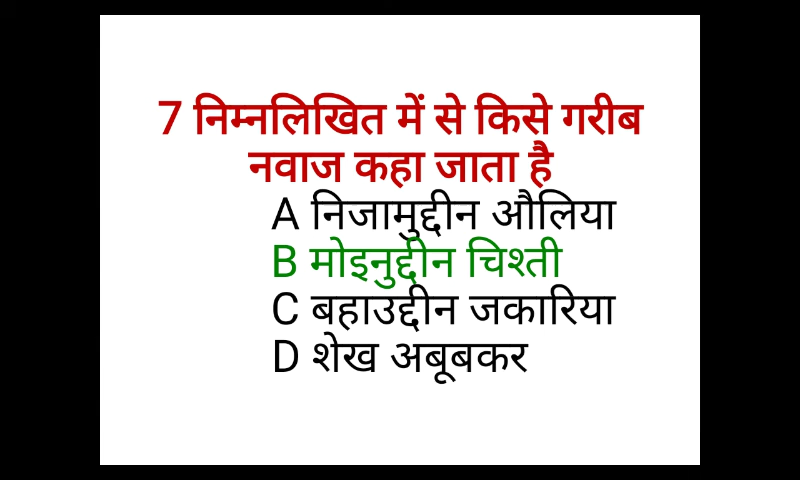 7 निम्नलिखित में से किसे गरीब
नवाज कहा जाता है
A निजामुद्दीन औलिया
B मोइनुद्दीन चिश्ती
C बहाउद्दीन जकारिया
D शेख अबूबकर